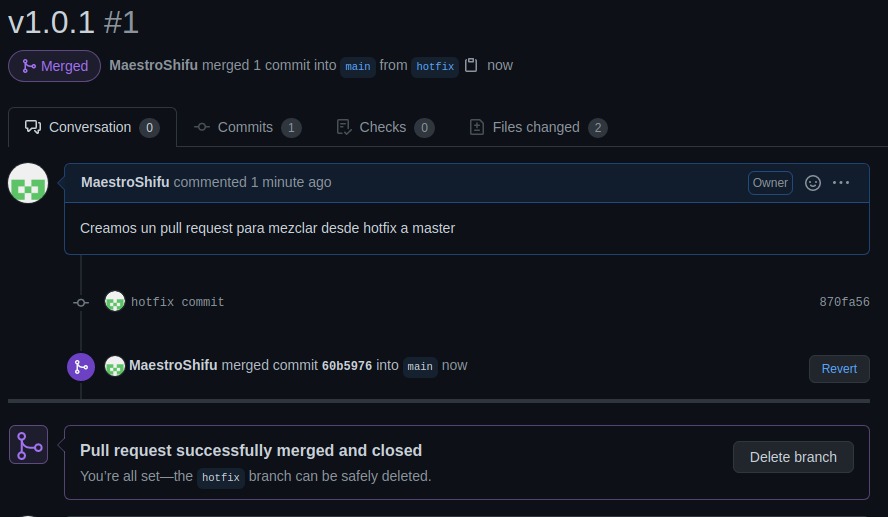 v1.0.1 #1
Merged MaestroShifu merged 1 commit into main from hotfix now
Conversation 0 Commits 1 Checks 0 Files changed 2
MaestroShifu commented 1 minute ago Owner
Creamos un pull request para mezclar desde hotfix a master
hotfix commit 870fa56
MaestroShifu merged commit 60b5976 into main now
Revert
Pull request successfully merged and closed
Delete branch
You're all set—the hotfix branch can be safely deleted.